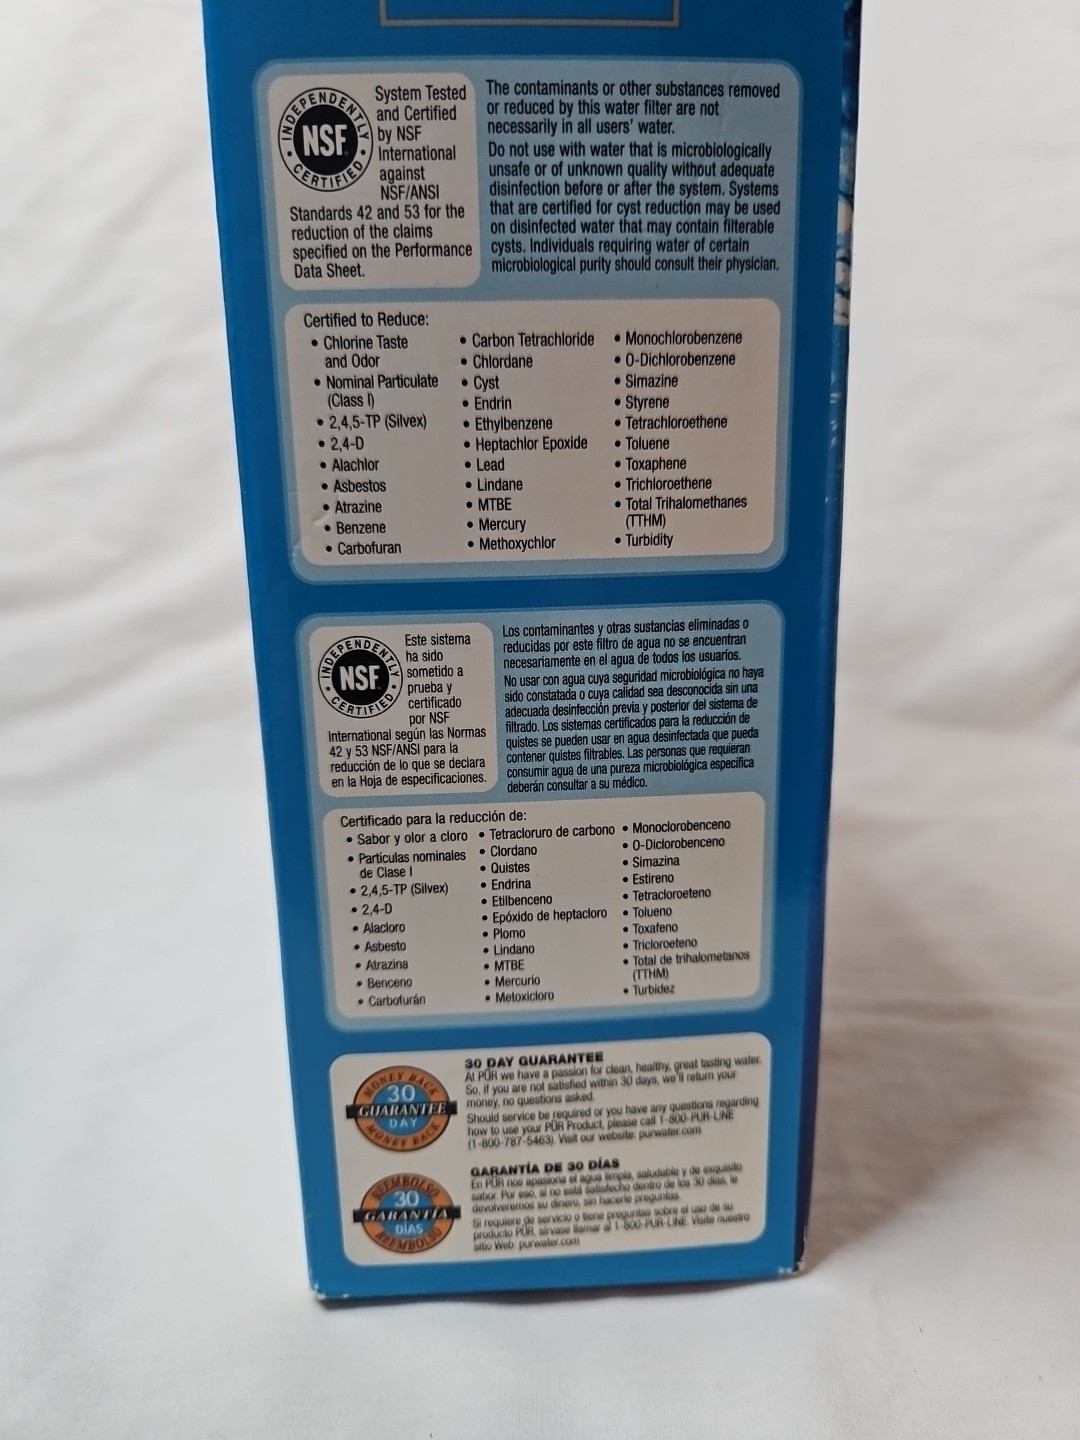 INDEPENDENTLY
NSF
CERTIFIED
System Tested
and Certified
by NSF
International
against
NSF/ANSI
Standards 42 and 53 for the
reduction of the claims
specified on the Performance
Data Sheet.
The contaminants or other substances removed
or reduced by this water filter are not
necessarily in all users' water.
Do not use with water that is microbiologically
unsafe or of unknown quality without adequate
disinfection before or after the system. Systems
that are certified for cyst reduction may be used
on disinfected water that may contain filterable
cysts. Individuals requiring water of certain
microbiological purity should consult their physician.
Certified to Reduce:
• Chlorine Taste
and Odor
• Nominal Particulate
(Class I)
• 2,4,5-TP (Silvex)
• 2,4-D
• Alachlor
• Asbestos
• Atrazine
• Benzene
• Carbofuran
• Carbon Tetrachloride
• Chlordane
• Cyst
• Endrin
• Ethylbenzene
• Heptachlor Epoxide
• Lead
• Lindane
• MTBE
• Mercury
• Methoxychlor
• Monochlorobenzene
• O-Dichlorobenzene
• Simazine
• Styrene
• Tetrachloroethene
• Toluene
• Toxaphene
• Trichloroethene
• Total Trihalomethanes
(TTHM)
• Turbidity
INDEPENDENTLY
NSF
CERTIFIED
Este sistema
ha sido
sometido a
prueba y
certificado
por NSF
International según las Normas
42 y 53 NSF/ANSI para la
reducción de lo que se declara
en la Hoja de especificaciones.
Los contaminantes y otras sustancias eliminadas o
reducidas por este filtro de agua no se encuentran
necesariamente en el agua de todos los usuarios.
No usar con agua cuya seguridad microbiológica no haya
sido constatada o cuya calidad sea desconocida sin una
adecuada desinfección previa y posterior del sistema de
filtrado. Los sistemas certificados para la reducción de
quistes se pueden usar en agua desinfectada que pueda
contener quistes filtrables. Las personas que requieran
consumir agua de una pureza microbiológica específica
deberán consultar a su médico.
Certificado para la reducción de:
• Sabor y olor a cloro
• Partículas nominales
de Clase I
• 2,4,5-TP (Silvex)
• 2,4-D
• Alacloro
• Asbesto
• Atrazina
• Benceno
• Carbofurán
• Tetracloruro de carbono
• Clordano
• Quistes
• Endrina
• Etilbenceno
• Epóxido de heptacloro
• Plomo
• Lindano
• MTBE
• Mercurio
• Metoxicloro
• Monoclorobenceno
• O-Diclorobenceno
• Simazina
• Estireno
• Tetracloroeteno
• Tolueno
• Toxafeno
• Tricloroeteno
• Total de trihalometanos
(TTHM)
• Turbidez
MONEY BACK
30
GUARANTEE
DAY
MONEY BACK
30 DAY GUARANTEE
At PŪR we have a passion for clean, healthy, great tasting water.
So, if you are not satisfied within 30 days, we'll return your
money, no questions asked.
Should service be required or you have any questions regarding
how to use your PŪR Product, please call 1-800-PUR-LINE
(1-800-787-5463). Visit our website: purwater.com
REEMBOLSO
30
GARANTÍA
DÍAS
REEMBOLSO
GARANTÍA DE 30 DÍAS
En PŪR nos apasiona el agua limpia, saludable y de exquisito
sabor. Por eso, si no está satisfecho dentro de los 30 días, le
devolveremos su dinero, sin hacerle preguntas.
Si requiere de servicio o tiene preguntas sobre el uso de su
producto PŪR, sírvase llamar al 1-800-PUR-LINE. Visite nuestro
sitio Web: purwater.com